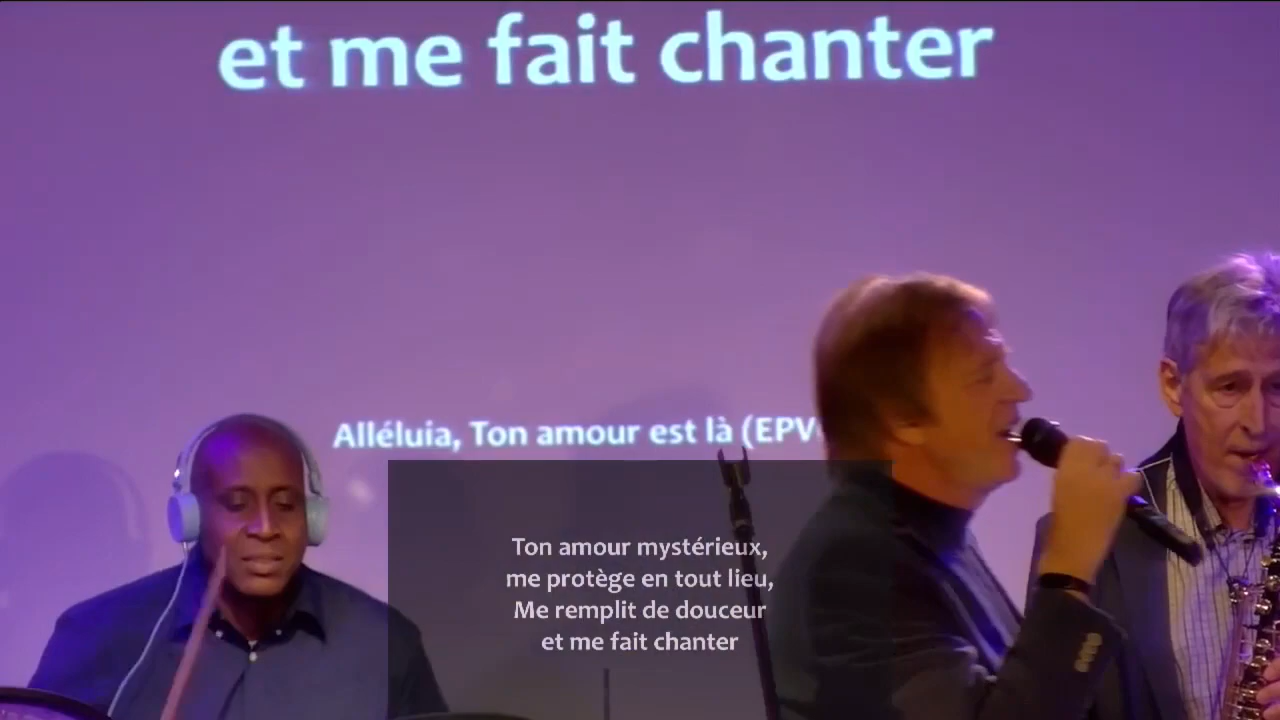 et me fait chanter
Alléluia, Ton amour est là (EPV
Ton amour mystérieux,
me protège en tout lieu,
Me remplit de douceur
et me fait chanter